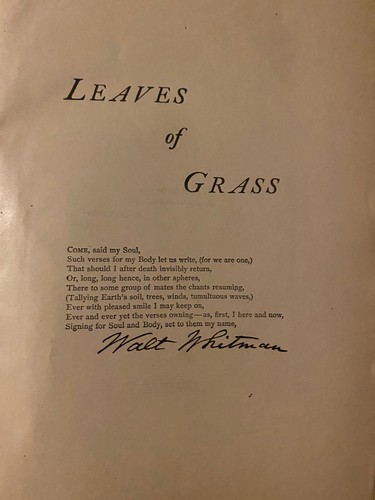 LEAVES
of
GRASS
COME, said my Soul,
Such verses for my Body let us write, (for we are one,)
That should I after death invisibly return,
Or, long, long hence, in other spheres,
There to some group of mates the chants resuming,
(Tallying Earth's soil, trees, winds, tumultuous waves,)
Ever with pleased smile I may keep on,
Ever and ever yet the verses owning—as, first, I here and now,
Signing for Soul and Body, set to them my name,
Walt Whitman